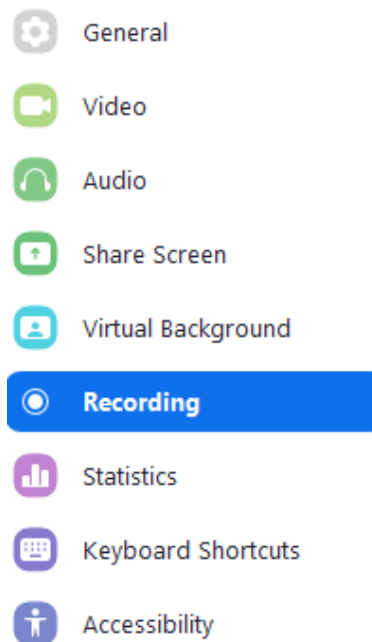 General
Video
Audio
Share Screen
Virtual Background
Recording
Statistics
Keyboard Shortcuts
Accessibility